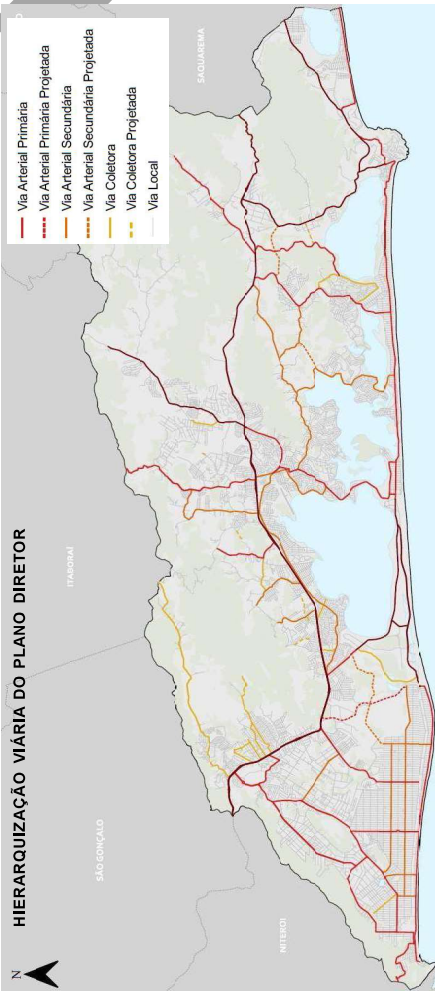 HIERARQUIZAÇÃO VIÁRIA DO PLANO DIRETOR
N
Via Arterial Primária
Via Arterial Primária Projetada
Via Arterial Secundária
Via Arterial Secundária Projetada
Via Coletora
Via Coletora Projetada
Via Local
NITEROI
SÃO GONÇALO
ITABORAÍ
SAQUAREMA